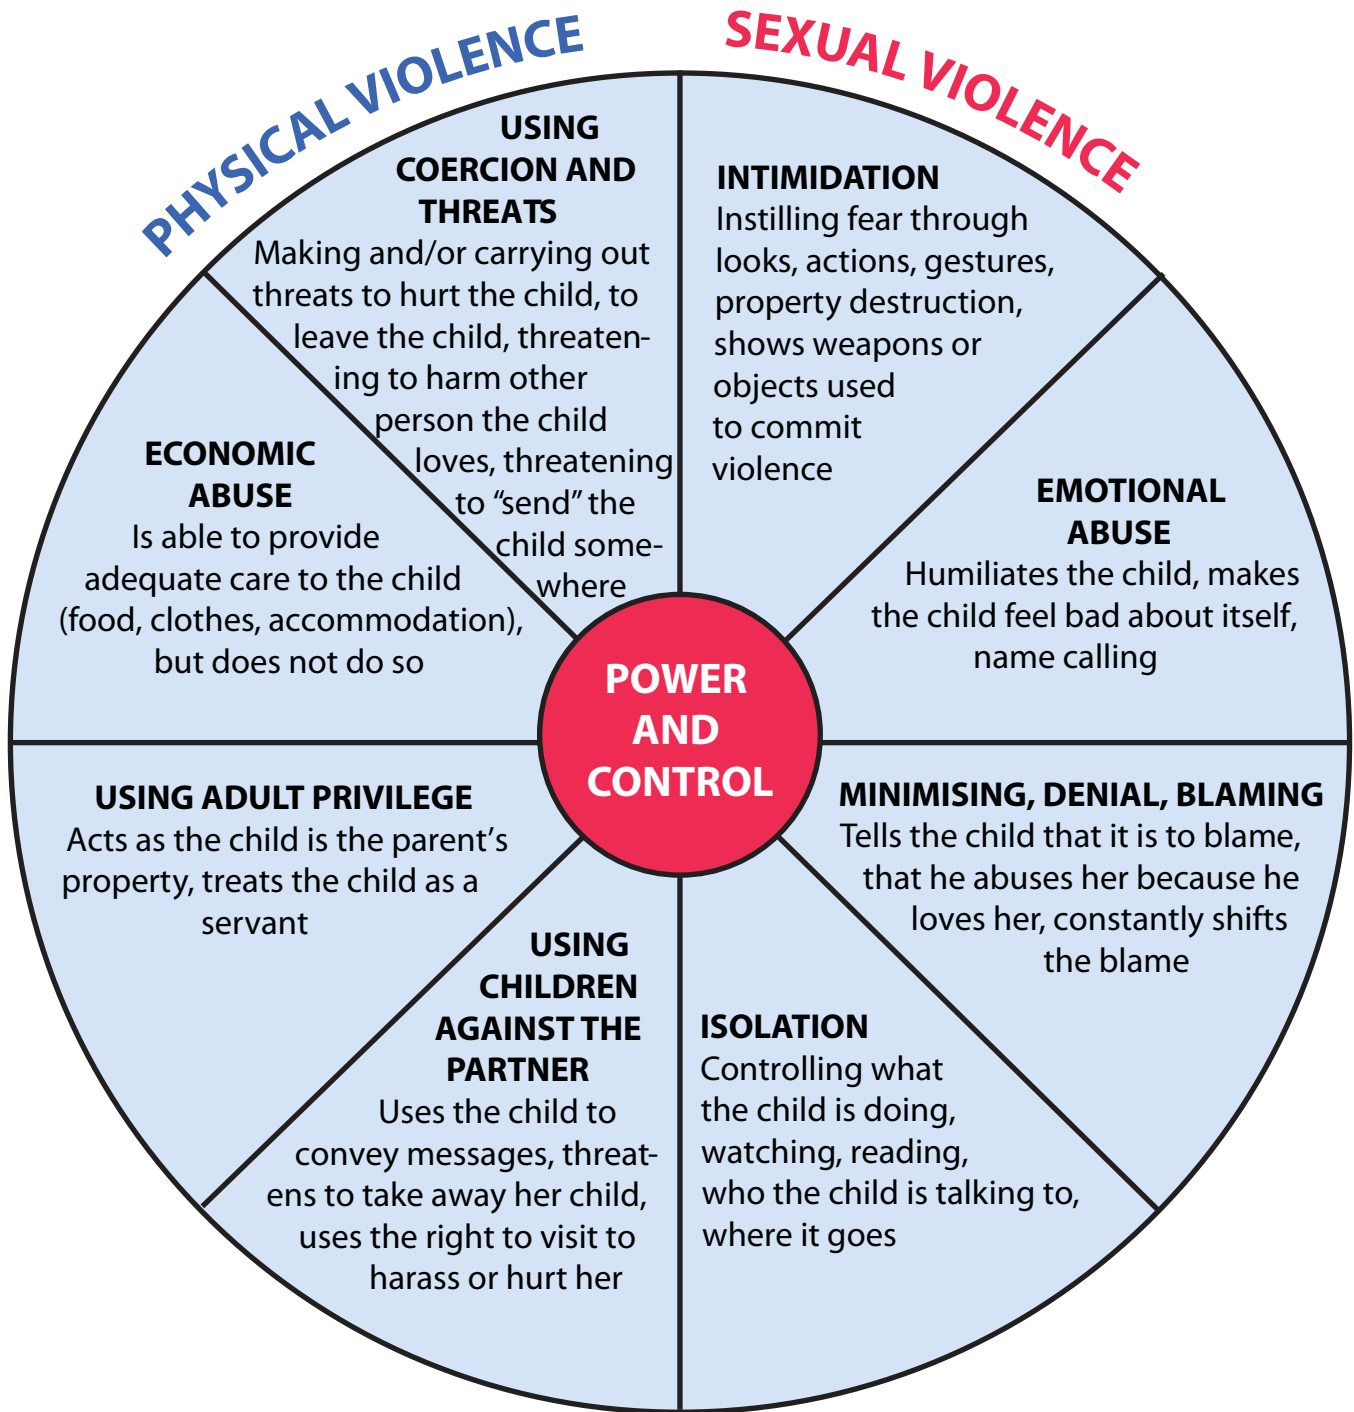 PHYSICAL VIOLENCE
SEXUAL VIOLENCE
USING
COERCION AND
THREATS
Making and/or carrying out
threats to hurt the child, to
leave the child, threaten-
ing to harm other
person the child
loves, threatening
to “send” the
child some-
where
INTIMIDATION
Instilling fear through
looks, actions, gestures,
property destruction,
shows weapons or
objects used
to commit
violence
EMOTIONAL
ABUSE
Humiliates the child, makes
the child feel bad about itself,
name calling
MINIMISING, DENIAL, BLAMING
Tells the child that it is to blame,
that he abuses her because he
loves her, constantly shifts
the blame
ISOLATION
Controlling what
the child is doing,
watching, reading,
who the child is talking to,
where it goes
USING
CHILDREN
AGAINST THE
PARTNER
Uses the child to
convey messages, threat-
ens to take away her child,
uses the right to visit to
harass or hurt her
USING ADULT PRIVILEGE
Acts as the child is the parent’s
property, treats the child as a
servant
ECONOMIC
ABUSE
Is able to provide
adequate care to the child
(food, clothes, accommodation),
but does not do so
POWER
AND
CONTROL